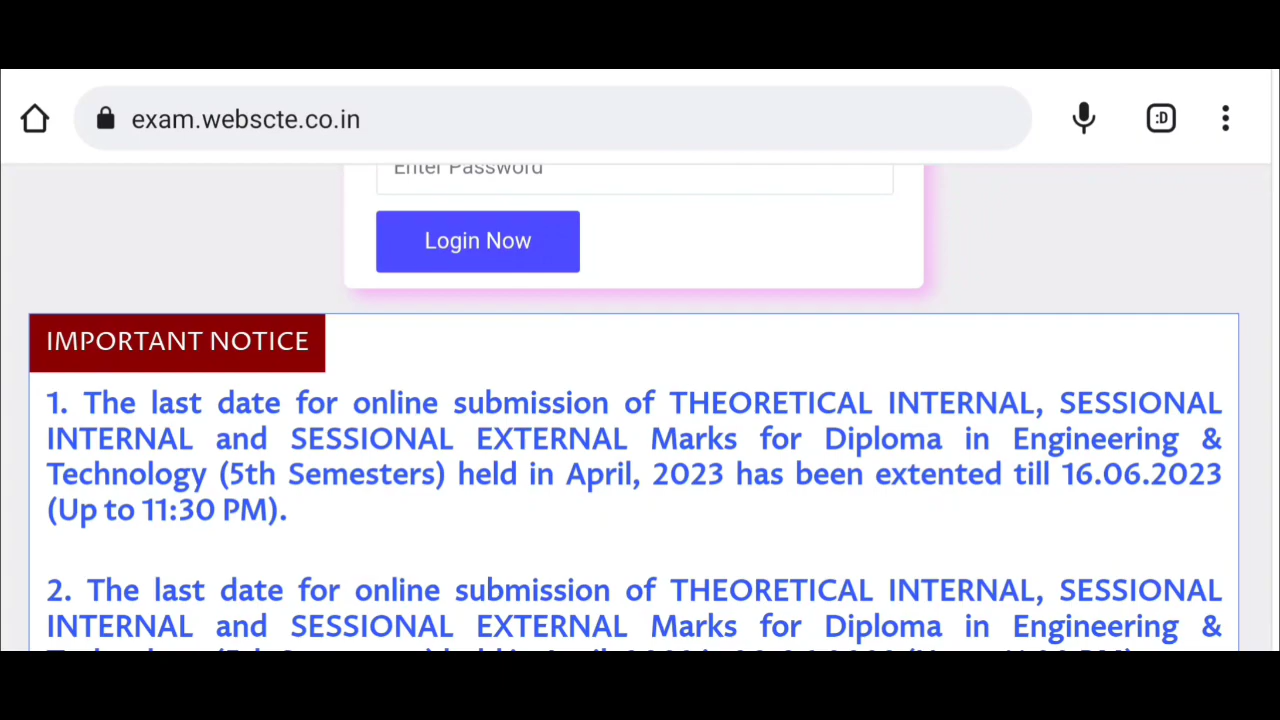 exam.webscte.co.in
:D
Enter Password
Login Now
IMPORTANT NOTICE
1. The last date for online submission of THEORETICAL INTERNAL, SESSIONAL
INTERNAL and SESSIONAL EXTERNAL Marks for Diploma in Engineering &
Technology (5th Semesters) held in April, 2023 has been extented till 16.06.2023
(Up to 11:30 PM).
2. The last date for online submission of THEORETICAL INTERNAL, SESSIONAL
INTERNAL and SESSIONAL EXTERNAL Marks for Diploma in Engineering &